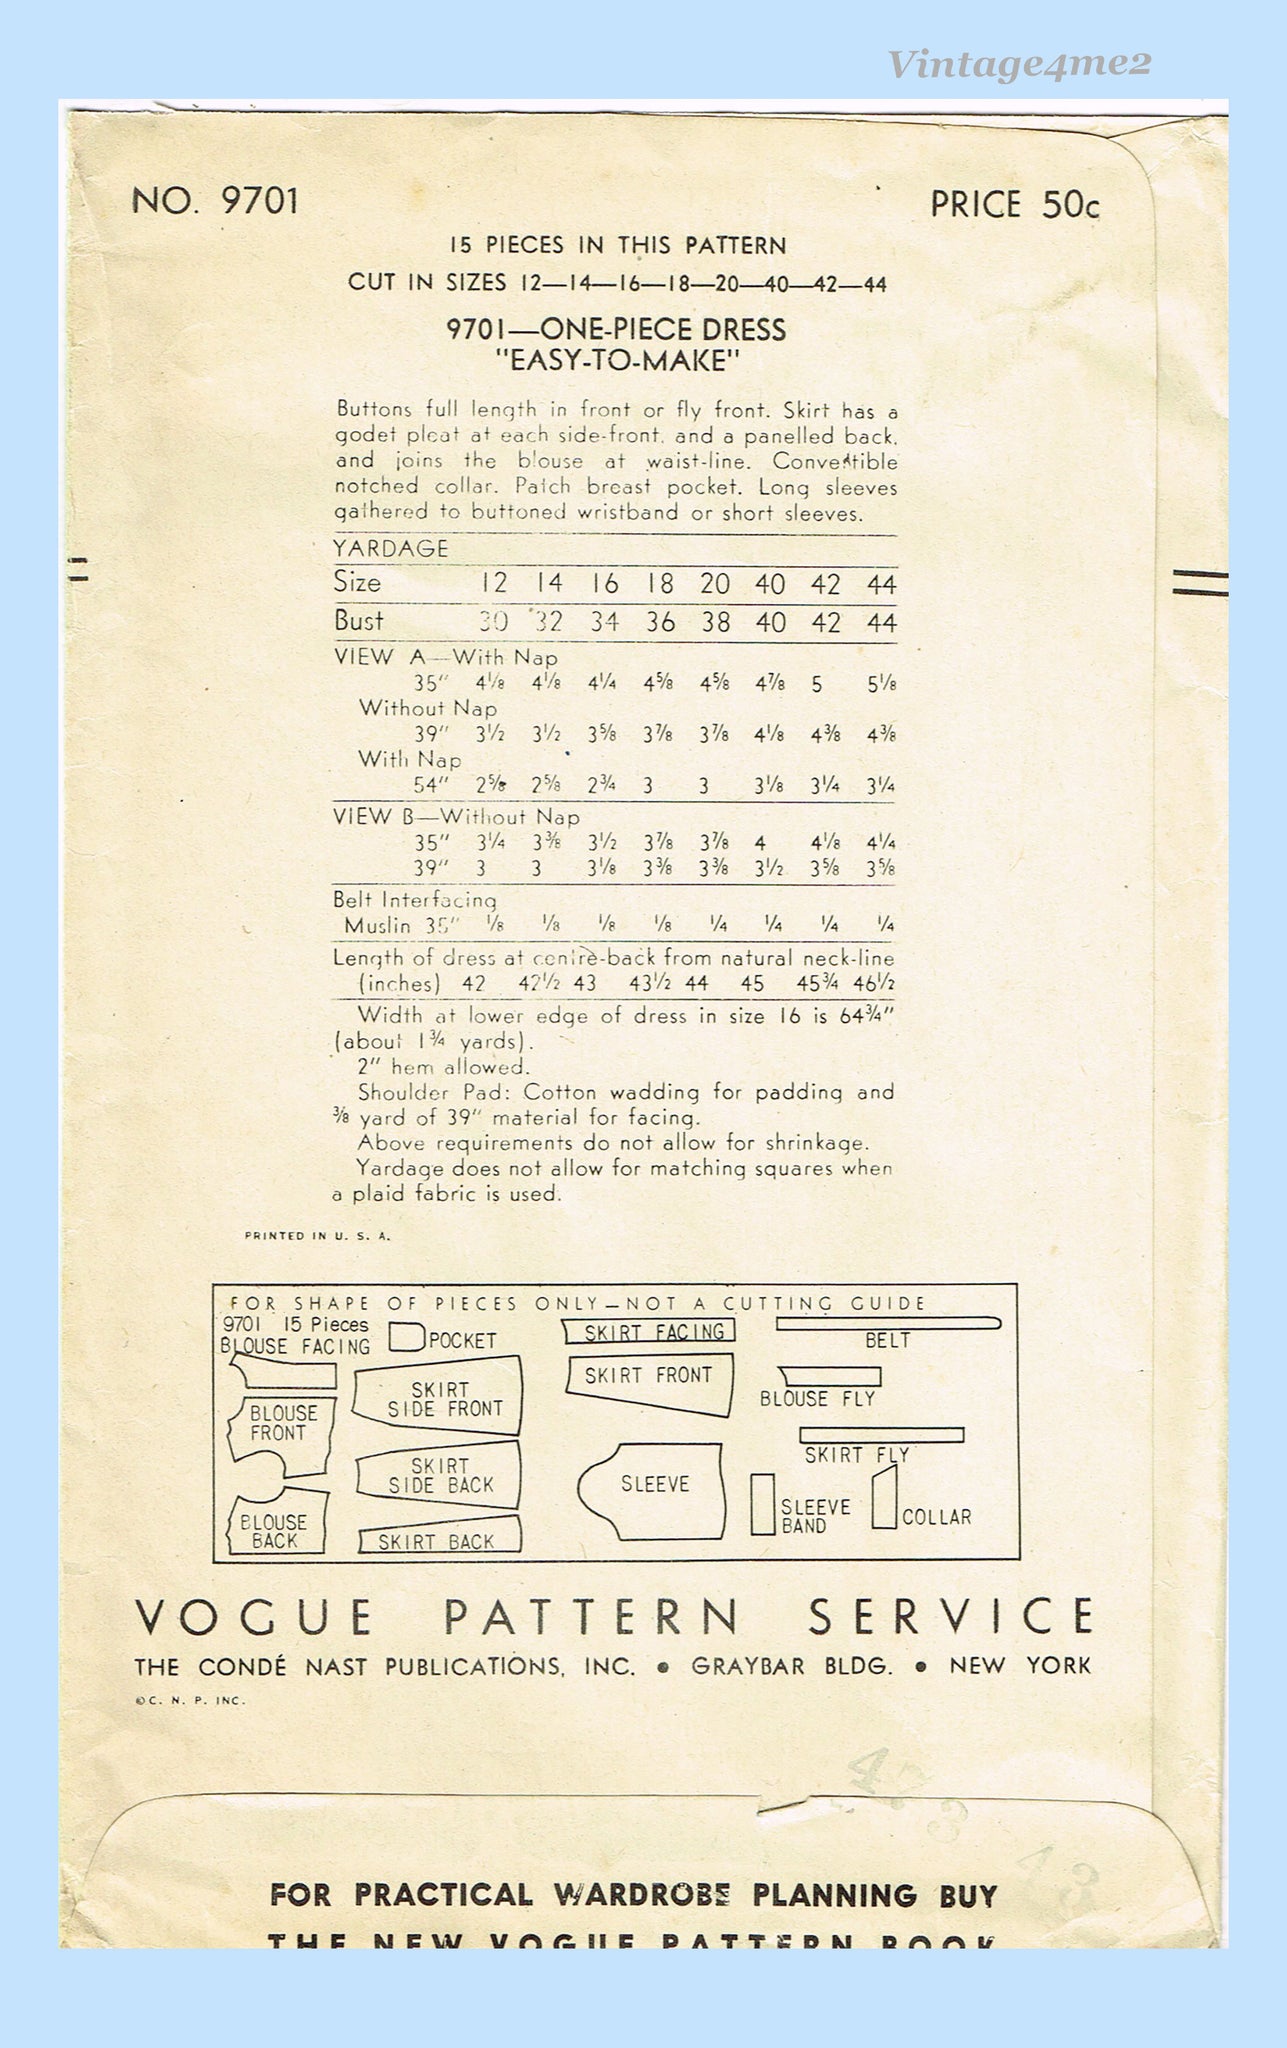 Vintage4me2
NO. 9701
PRICE 50c
15 PIECES IN THIS PATTERN
CUT IN SIZES 12—14—16—18—20—40—42—44
9701—ONE-PIECE DRESS
"EASY-TO-MAKE"
Buttons full length in front or fly front. Skirt has a
godet pleat at each side-front, and a panelled back,
and joins the blouse at waist-line. Convertible
notched collar. Patch breast pocket. Long sleeves
gathered to buttoned wristband or short sleeves.
YARDAGE
Size 12 14 16 18 20 40 42 44
Bust 30 32 34 36 38 40 42 44
VIEW A—With Nap
35" 4⅛ 4⅛ 4¼ 4⅝ 4⅝ 4⅞ 5 5⅛
Without Nap
39" 3½ 3½ 3⅝ 3⅞ 3⅞ 4⅛ 4⅜ 4⅜
With Nap
54" 2⅝ 2⅝ 2¾ 3 3 3⅛ 3¼ 3¼
VIEW B—Without Nap
35" 3¼ 3⅜ 3½ 3⅞ 3⅞ 4 4⅛ 4¼
39" 3 3 3⅛ 3⅜ 3⅜ 3½ 3⅝ 3⅝
Belt Interfacing
Muslin 35" ⅛ ⅛ ⅛ ⅛ ¼ ¼ ¼ ¼
Length of dress at centre-back from natural neck-line
(inches) 42 42½ 43 43½ 44 45 45¾ 46½
Width at lower edge of dress in size 16 is 64¾"
(about 1¾ yards).
2" hem allowed.
Shoulder Pad: Cotton wadding for padding and
⅜ yard of 39" material for facing.
Above requirements do not allow for shrinkage.
Yardage does not allow for matching squares when
a plaid fabric is used.
PRINTED IN U. S. A.
FOR SHAPE OF PIECES ONLY—NOT A CUTTING GUIDE
9701 15 Pieces
BLOUSE FACING
POCKET
SKIRT FACING
BELT
BLOUSE
FRONT
SKIRT
SIDE FRONT
SKIRT FRONT
BLOUSE FLY
SKIRT FLY
SKIRT
SIDE BACK
SLEEVE
SLEEVE
BAND
COLLAR
BLOUSE
BACK
SKIRT BACK
VOGUE PATTERN SERVICE
THE CONDÉ NAST PUBLICATIONS, INC. • GRAYBAR BLDG. • NEW YORK
©C. N. P. INC.
FOR PRACTICAL WARDROBE PLANNING BUY
THE NEW VOGUE PATTERN BOOK